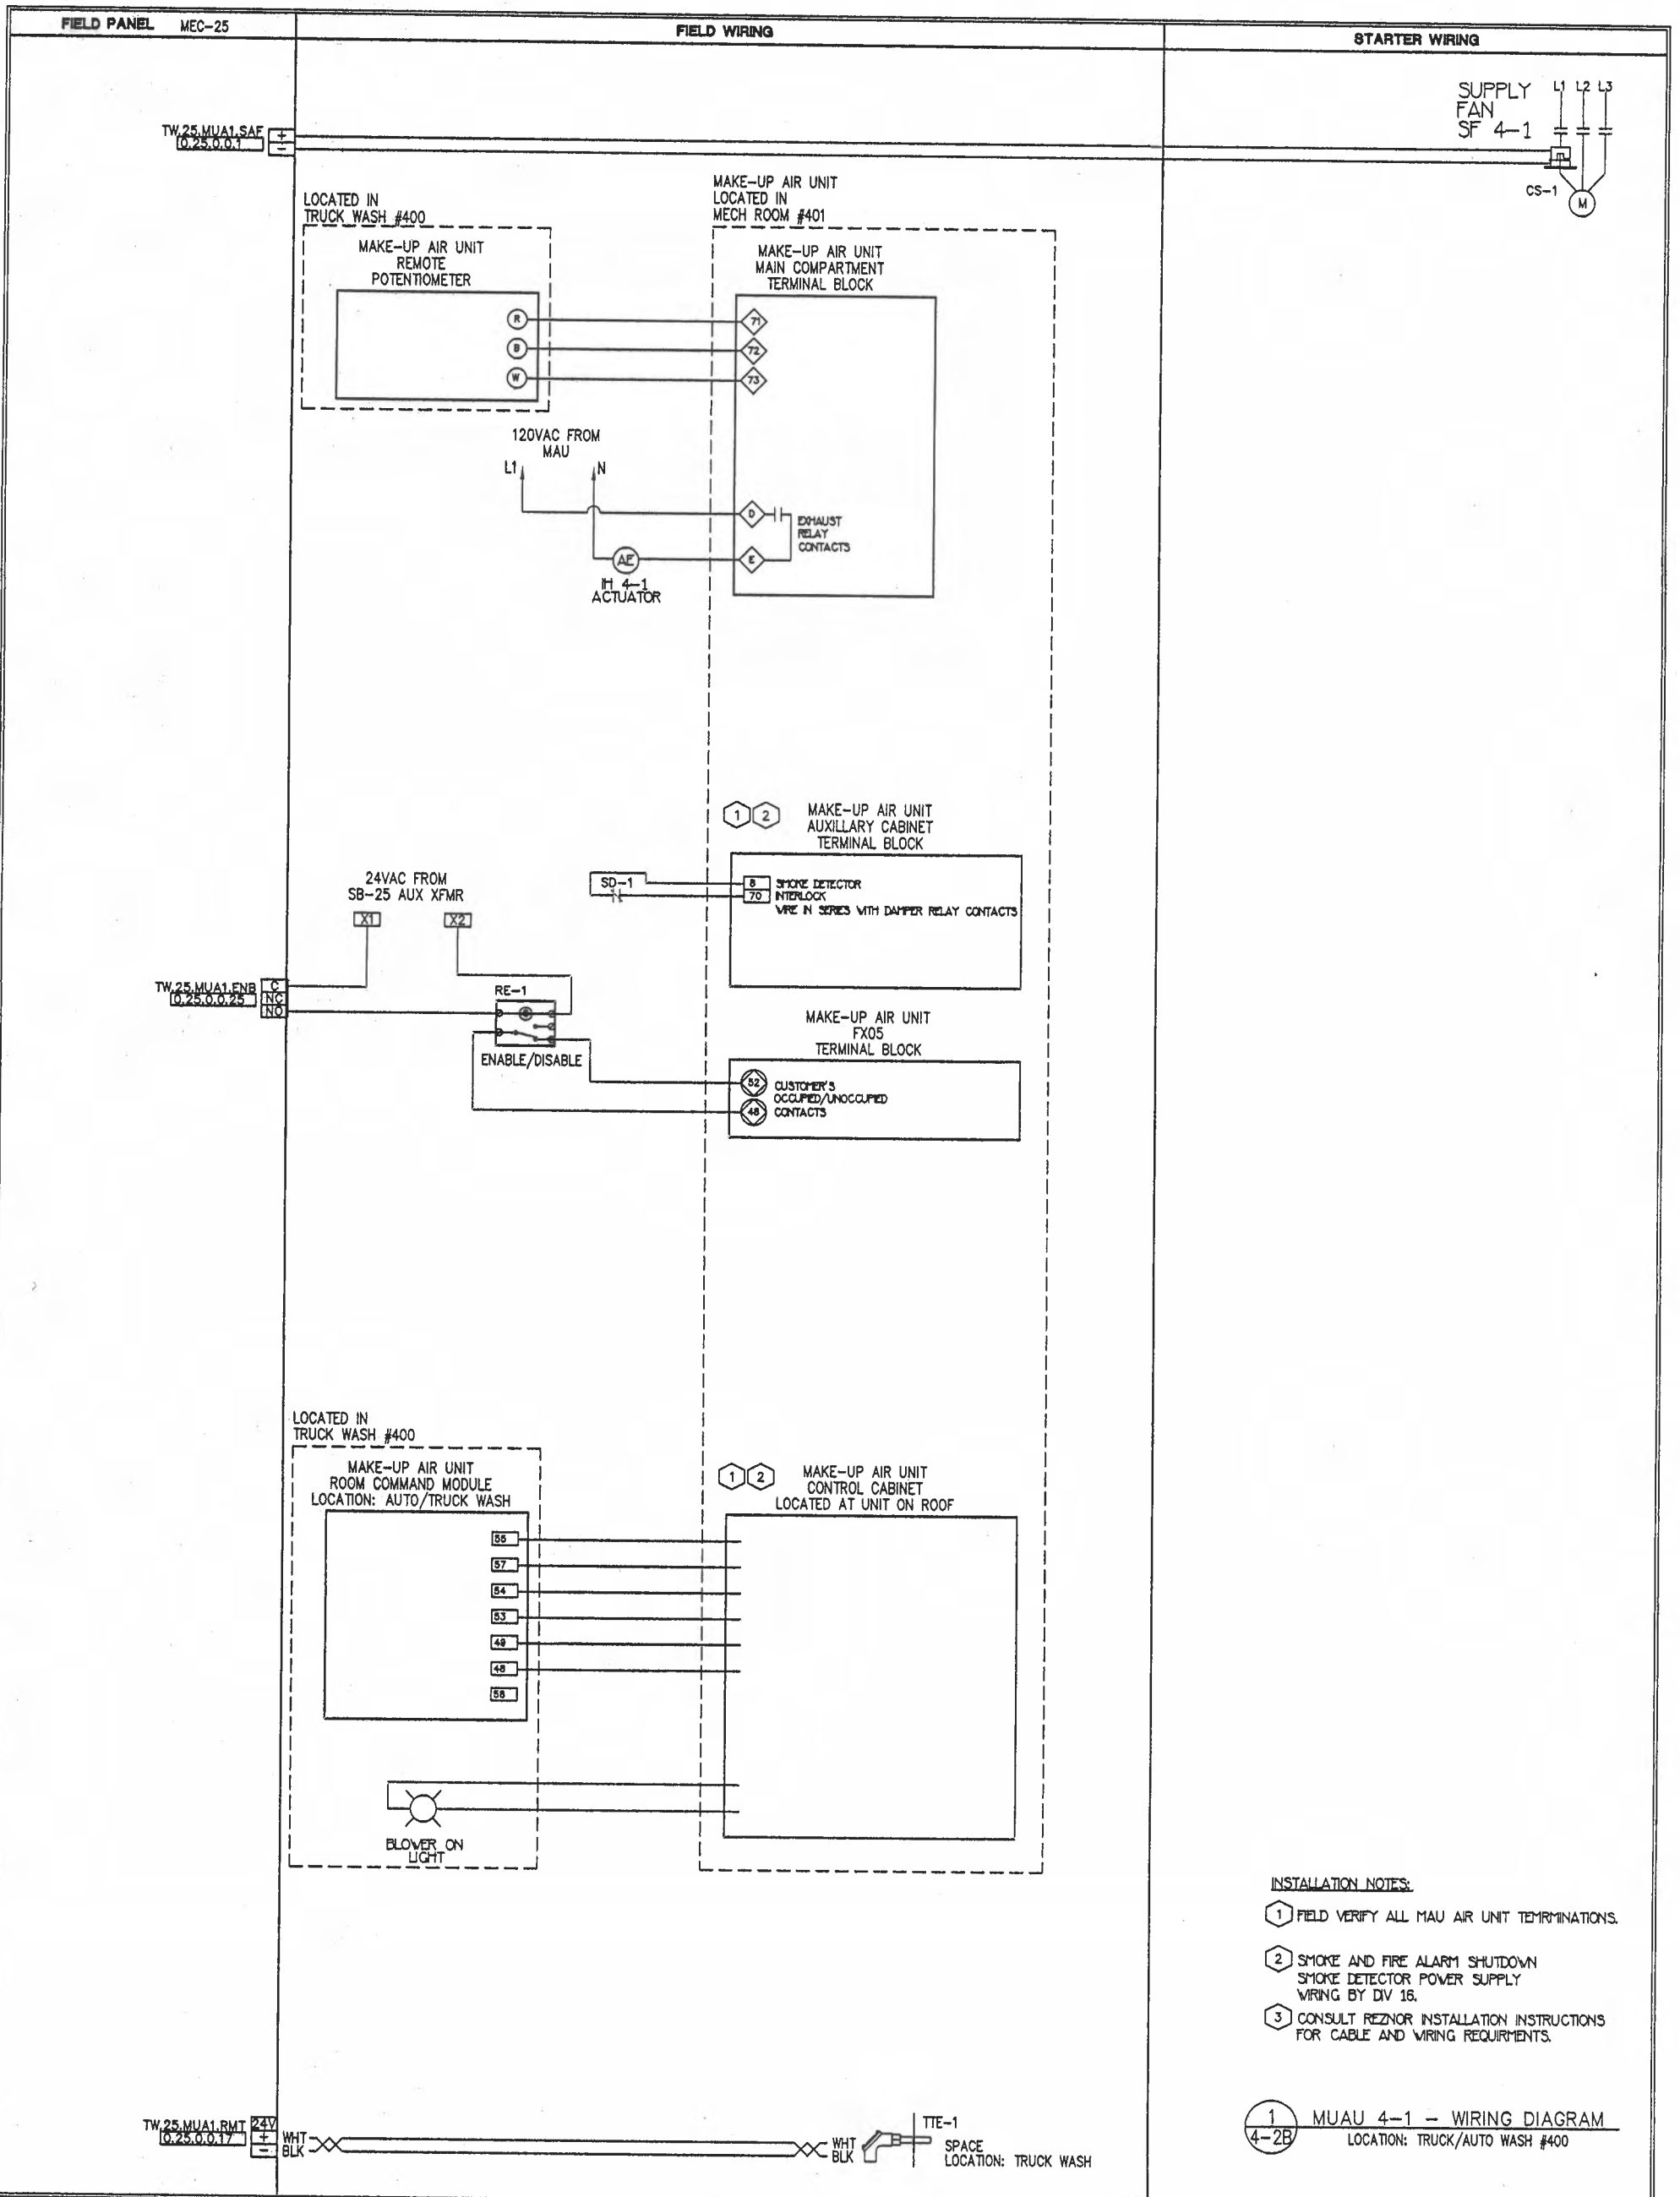 FIELD PANEL MEC-25
FIELD WIRING
STARTER WIRING
SUPPLY
FAN
SF 4-1
L1 L2 L3
CS-1
M
TW.25.MUA1.SAF
0.25.0.0.1
+
-
LOCATED IN
TRUCK WASH #400
MAKE-UP AIR UNIT
REMOTE
POTENTIOMETER
R
B
W
MAKE-UP AIR UNIT
LOCATED IN
MECH ROOM #401
MAKE-UP AIR UNIT
MAIN COMPARTMENT
TERMINAL BLOCK
71
72
73
120VAC FROM
MAU
L1
N
D
E
EXHAUST
RELAY
CONTACTS
AE
IH 4-1
ACTUATOR
1 2
MAKE-UP AIR UNIT
AUXILLARY CABINET
TERMINAL BLOCK
SD-1
8 SMOKE DETECTOR
70 INTERLOCK
WIRE IN SERIES WITH DAMPER RELAY CONTACTS
24VAC FROM
SB-25 AUX XFMR
X1
X2
TW.25.MUA1.ENB
0.25.0.0.25
C
NC
NO
RE-1
ENABLE/DISABLE
MAKE-UP AIR UNIT
FX05
TERMINAL BLOCK
52
48
CUSTOMER'S
OCCUPIED/UNOCCUPIED
CONTACTS
LOCATED IN
TRUCK WASH #400
MAKE-UP AIR UNIT
ROOM COMMAND MODULE
LOCATION: AUTO/TRUCK WASH
57
54
53
49
48
BLOWER ON
LIGHT
1 2
MAKE-UP AIR UNIT
CONTROL CABINET
LOCATED AT UNIT ON ROOF
INSTALLATION NOTES:
1 FIELD VERIFY ALL MAU AIR UNIT TEMRMINATIONS.
2 SMOKE AND FIRE ALARM SHUTDOWN
SMOKE DETECTOR POWER SUPPLY
WIRING BY DIV 16.
3 CONSULT REZNOR INSTALLATION INSTRUCTIONS
FOR CABLE AND WIRING REQUIRMENTS.
TW.25.MUA1.RMT
0.25.0.0.17
24V
+
-
WHT
BLK
WHT
BLK
TTE-1
SPACE
LOCATION: TRUCK WASH
1
4-2B
MUAU 4-1 - WIRING DIAGRAM
LOCATION: TRUCK/AUTO WASH #400